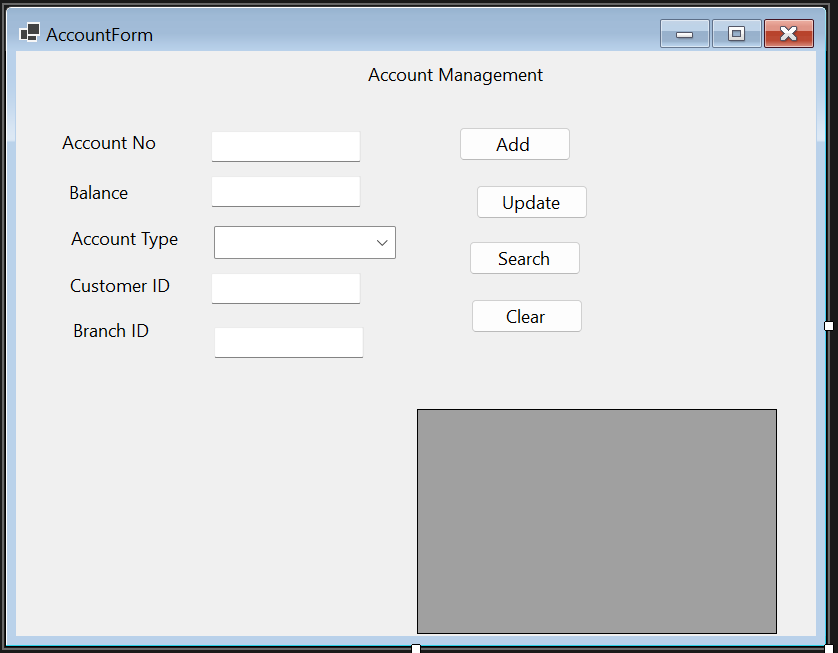 AccountForm
Account Management
Account No
Add
Balance
Update
Account Type
Search
Customer ID
Clear
Branch ID